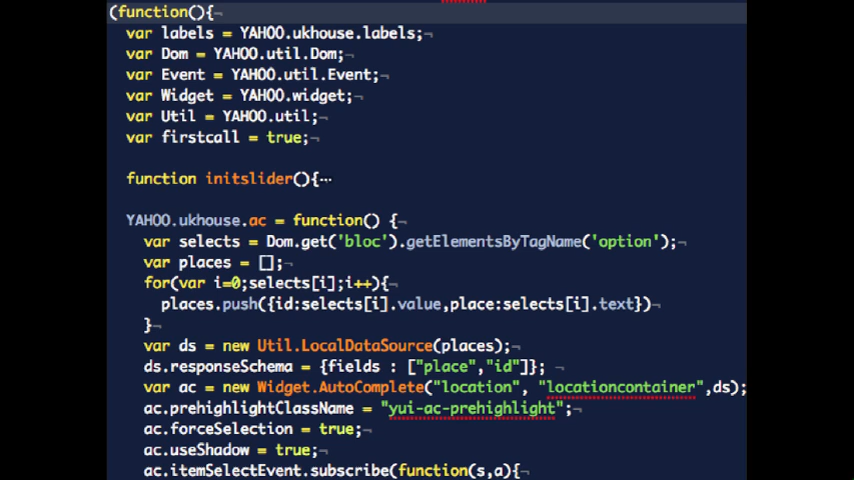 (function(){¬
var labels = YAHOO.ukhouse.labels;¬
var Dom = YAHOO.util.Dom;¬
var Event = YAHOO.util.Event;¬
var Widget = YAHOO.widget;¬
var Util = YAHOO.util;¬
var firstcall = true;¬
function initslider(){…
YAHOO.ukhouse.ac = function() {¬
var selects = Dom.get('bloc').getElementsByTagName('option');¬
var places = [];¬
for(var i=0;selects[i];i++){¬
places.push({id:selects[i].value,place:selects[i].text})¬
}¬
var ds = new Util.LocalDataSource(places);¬
ds.responseSchema = {fields : ["place","id"]}; ¬
var ac = new Widget.AutoComplete("location", "locationcontainer",ds);
ac.prehighlightClassName = "yui-ac-prehighlight";¬
ac.forceSelection = true;¬
ac.useShadow = true;¬
ac.itemSelectEvent.subscribe(function(s,a){¬